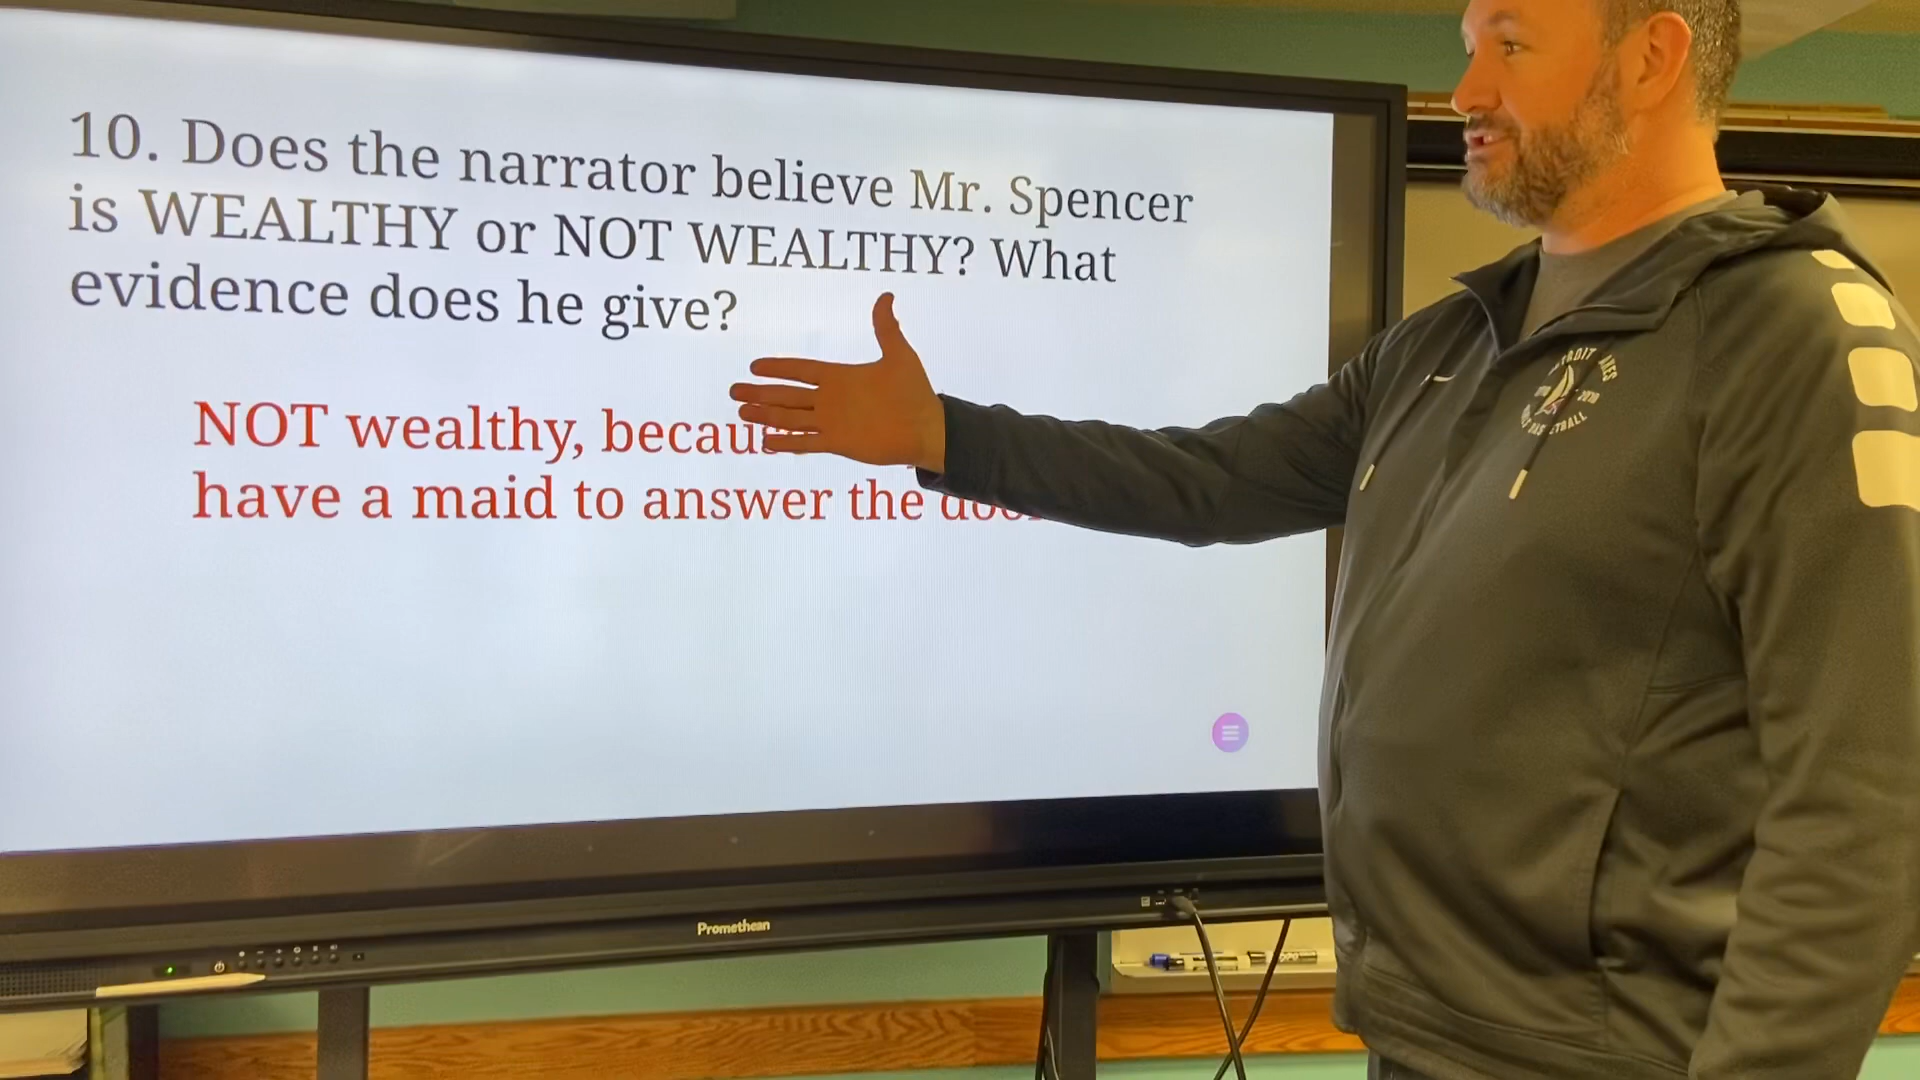 10. Does the narrator believe Mr. Spencer
is WEALTHY or NOT WEALTHY? What
evidence does he give?
NOT wealthy, 
have a maid to answer the
Promethean